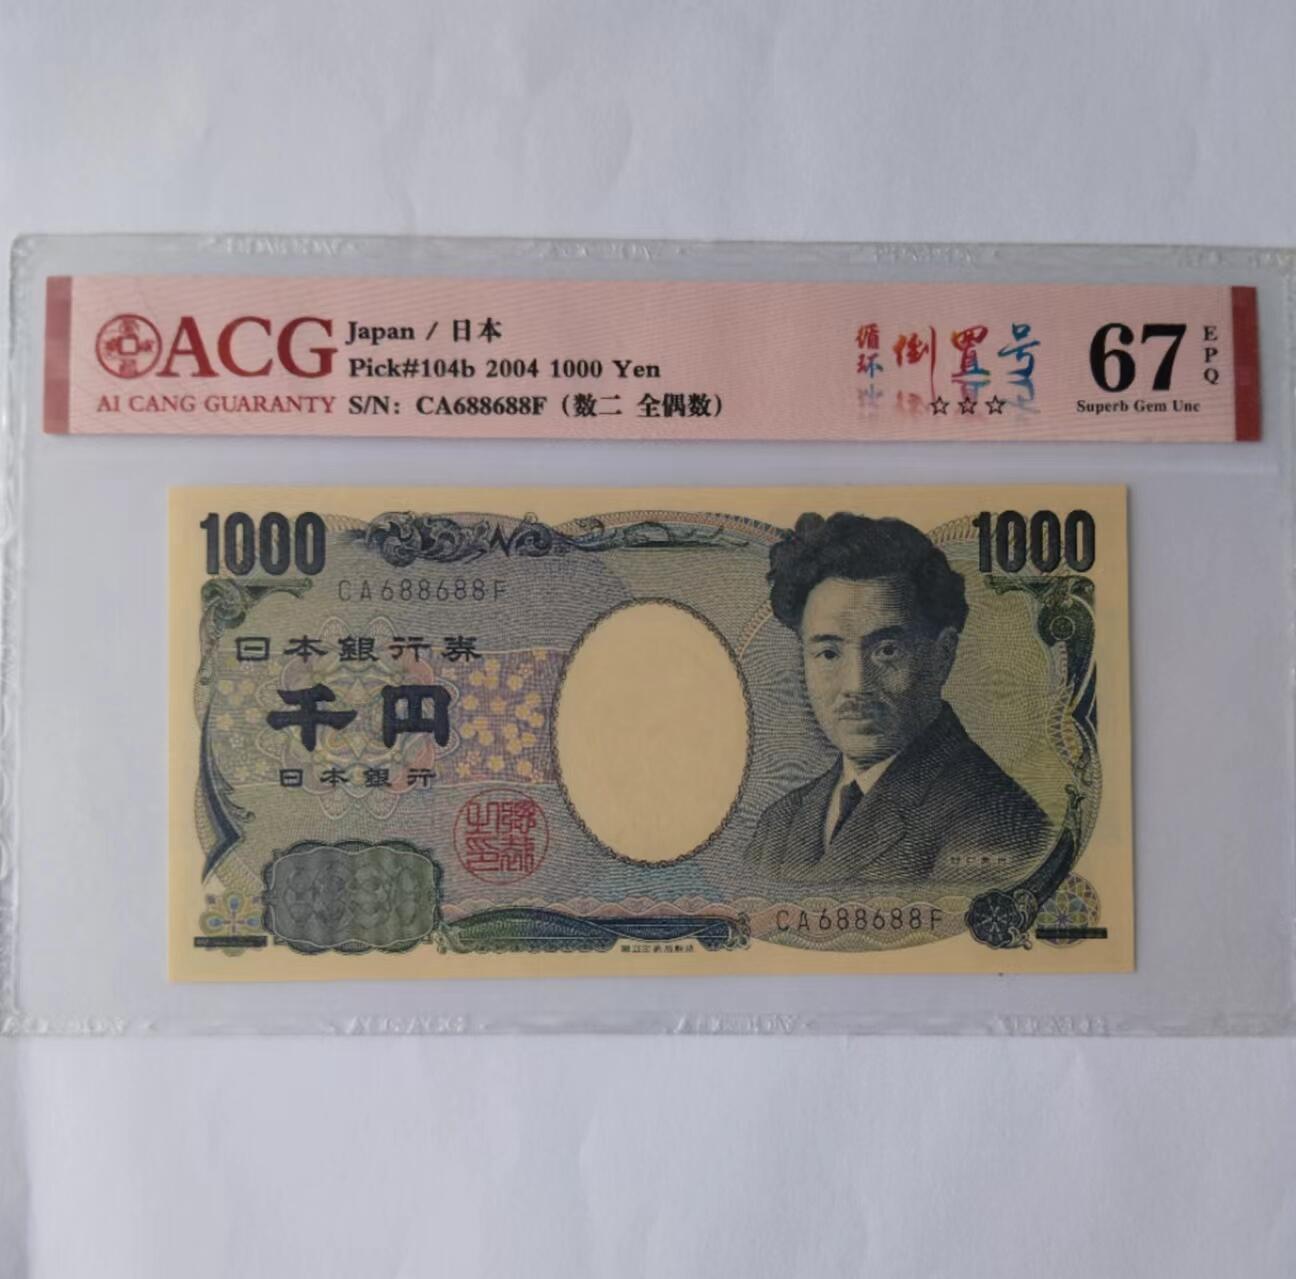 ACG
AI CANG GUARANTY
Japan / 日本
Pick#104b 2004 1000 Yen
S/N: CA688688F (数二 全偶数)
循环
倒置号
☆☆☆
67
EPQ
Superb Gem Unc
1000
1000
CA688688F
日本銀行券
千円
日本銀行
CA688688F